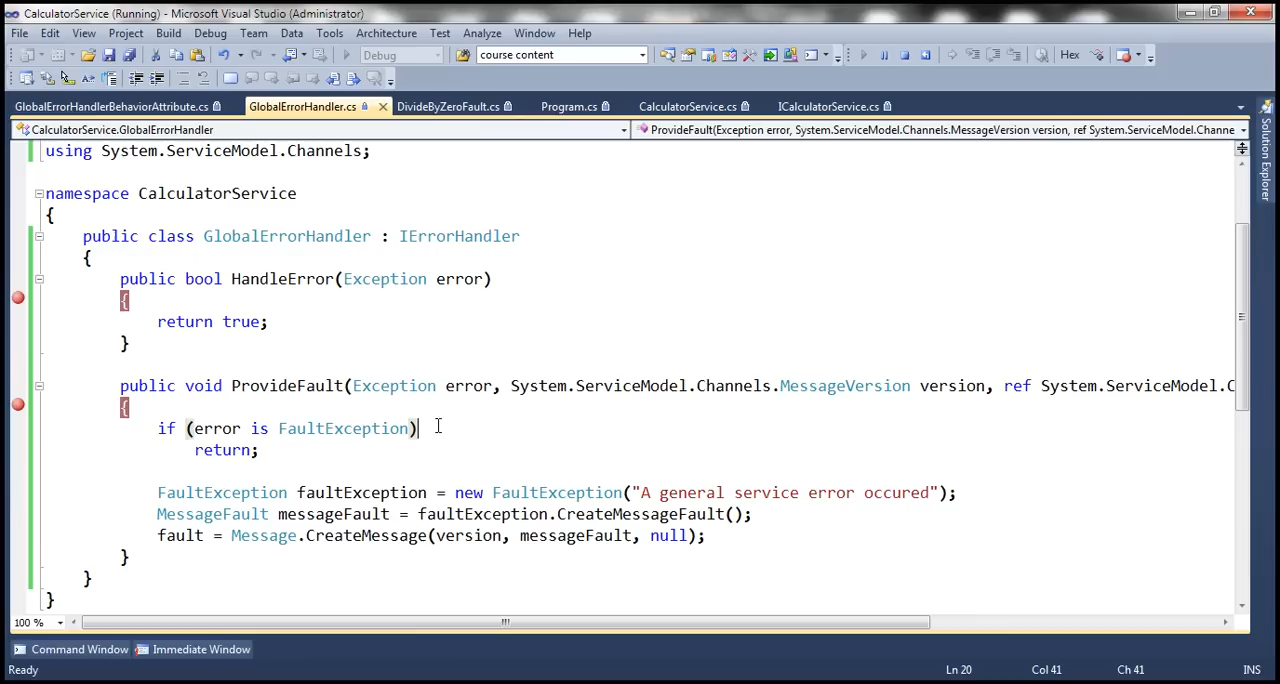 CalculatorService (Running) - Microsoft Visual Studio (Administrator)
File Edit View Project Build Debug Team Data Tools Architecture Test Analyze Window Help
Debug course content Hex
GlobalErrorHandlerBehaviorAttribute.cs GlobalErrorHandler.cs DivideByZeroFault.cs Program.cs CalculatorService.cs ICalculatorService.cs
CalculatorService.GlobalErrorHandler ProvideFault(Exception error, System.ServiceModel.Channels.MessageVersion version, ref System.ServiceModel.Channe
Solution Explorer
using System.ServiceModel.Channels;
namespace CalculatorService
{
public class GlobalErrorHandler : IErrorHandler
{
public bool HandleError(Exception error)
{
return true;
}
public void ProvideFault(Exception error, System.ServiceModel.Channels.MessageVersion version, ref System.ServiceModel.C
{
if (error is FaultException)
return;
FaultException faultException = new FaultException("A general service error occured");
MessageFault messageFault = faultException.CreateMessageFault();
fault = Message.CreateMessage(version, messageFault, null);
}
}
}
100 %
Command Window Immediate Window
Ready Ln 20 Col 41 Ch 41 INS